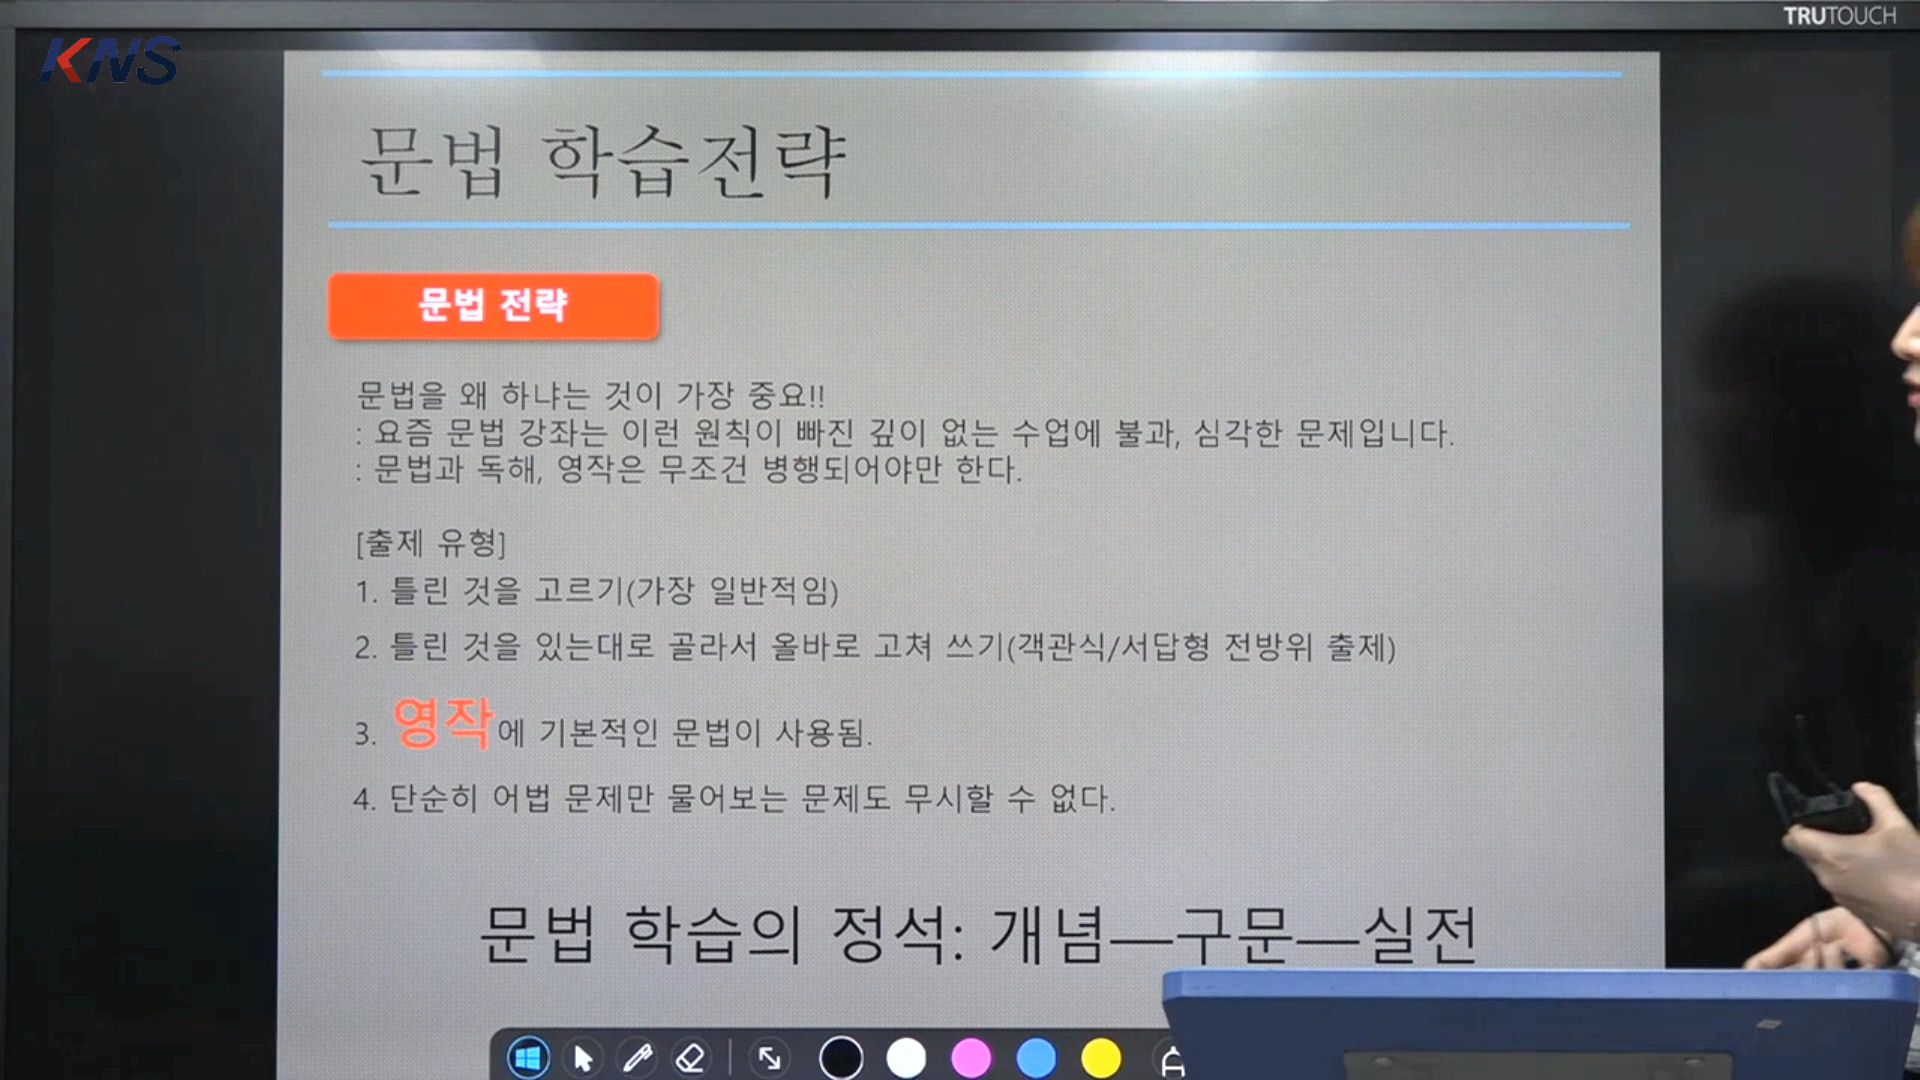 TRUTOUCH
KNS
문법 학습전략
문법 전략
문법을 왜 하냐는 것이 가장 중요!!
: 요즘 문법 강좌는 이런 원칙이 빠진 깊이 없는 수업에 불과, 심각한 문제입니다.
: 문법과 독해, 영작은 무조건 병행되어야만 한다.
[출제 유형]
1. 틀린 것을 고르기(가장 일반적임)
2. 틀린 것을 있는대로 골라서 올바로 고쳐 쓰기(객관식/서답형 전방위 출제)
3. 영작에 기본적인 문법이 사용됨.
4. 단순히 어법 문제만 물어보는 문제도 무시할 수 없다.
문법 학습의 정석: 개념—구문—실전